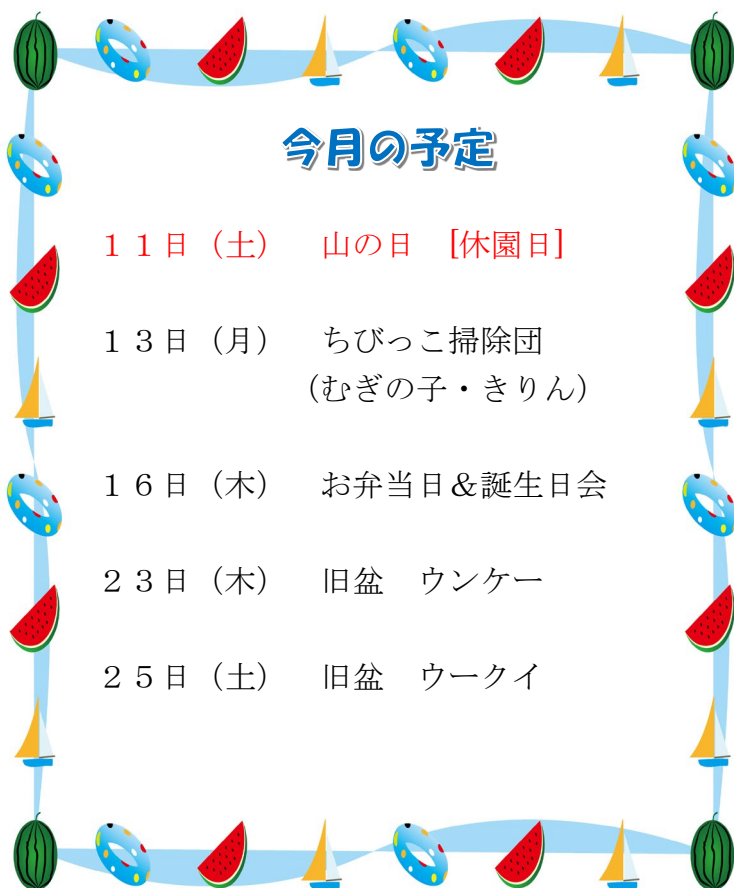 今月の予定
１１日（土）　山の日　[休園日]
１３日（月）　ちびっこ掃除団
（むぎの子・きりん）
１６日（木）　お弁当日＆誕生日会
２３日（木）　旧盆　ウンケー
２５日（土）　旧盆　ウークイ